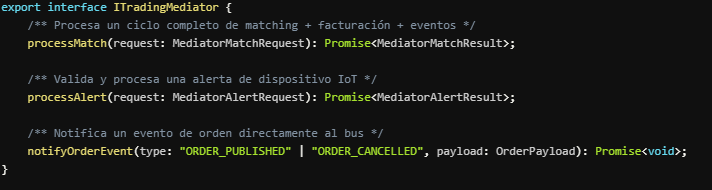 export interface ITradingMediator {
    /** Procesa un ciclo completo de matching + facturación + eventos */
    processMatch(request: MediatorMatchRequest): Promise<MediatorMatchResult>;

    /** Valida y procesa una alerta de dispositivo IoT */
    processAlert(request: MediatorAlertRequest): Promise<MediatorAlertResult>;

    /** Notifica un evento de orden directamente al bus */
    notifyOrderEvent(type: "ORDER_PUBLISHED" | "ORDER_CANCELLED", payload: OrderPayload): Promise<void>;
}